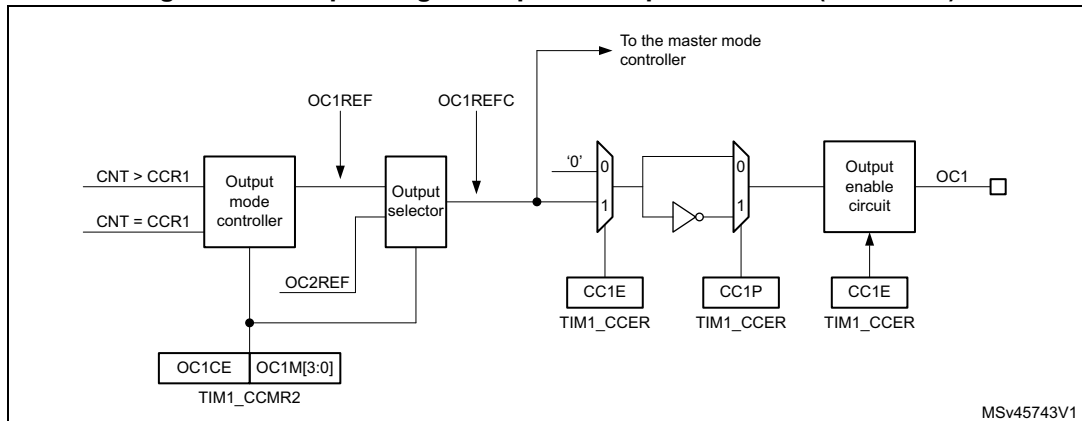 To the master mode
controller
OC1REF
OC1REFC
CNT > CCR1
CNT = CCR1
Output
mode
controller
Output
selector
OC2REF
'0'
0
1
0
1
Output
enable
circuit
OC1
CC1E
TIM1_CCER
CC1P
TIM1_CCER
CC1E
TIM1_CCER
OC1CE
OC1M[3:0]
TIM1_CCMR2
MSv45743V1